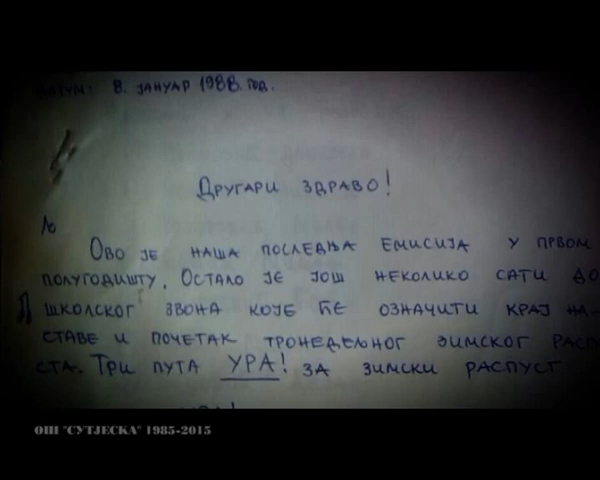 ДАТУМ: 8. ЈАНУАР 1988. ГОД.
ДРУГАРИ ЗДРАВО!
Ово је наша последња емисија у првом
полугодишту. Остало је још неколико сати до
школског звона које ће означити крај на-
ставе и почетак тронедељног зимског расп
ста. Три пута УРА! за зимски распуст
ОШ "СУТЈЕСКА" 1985-2015